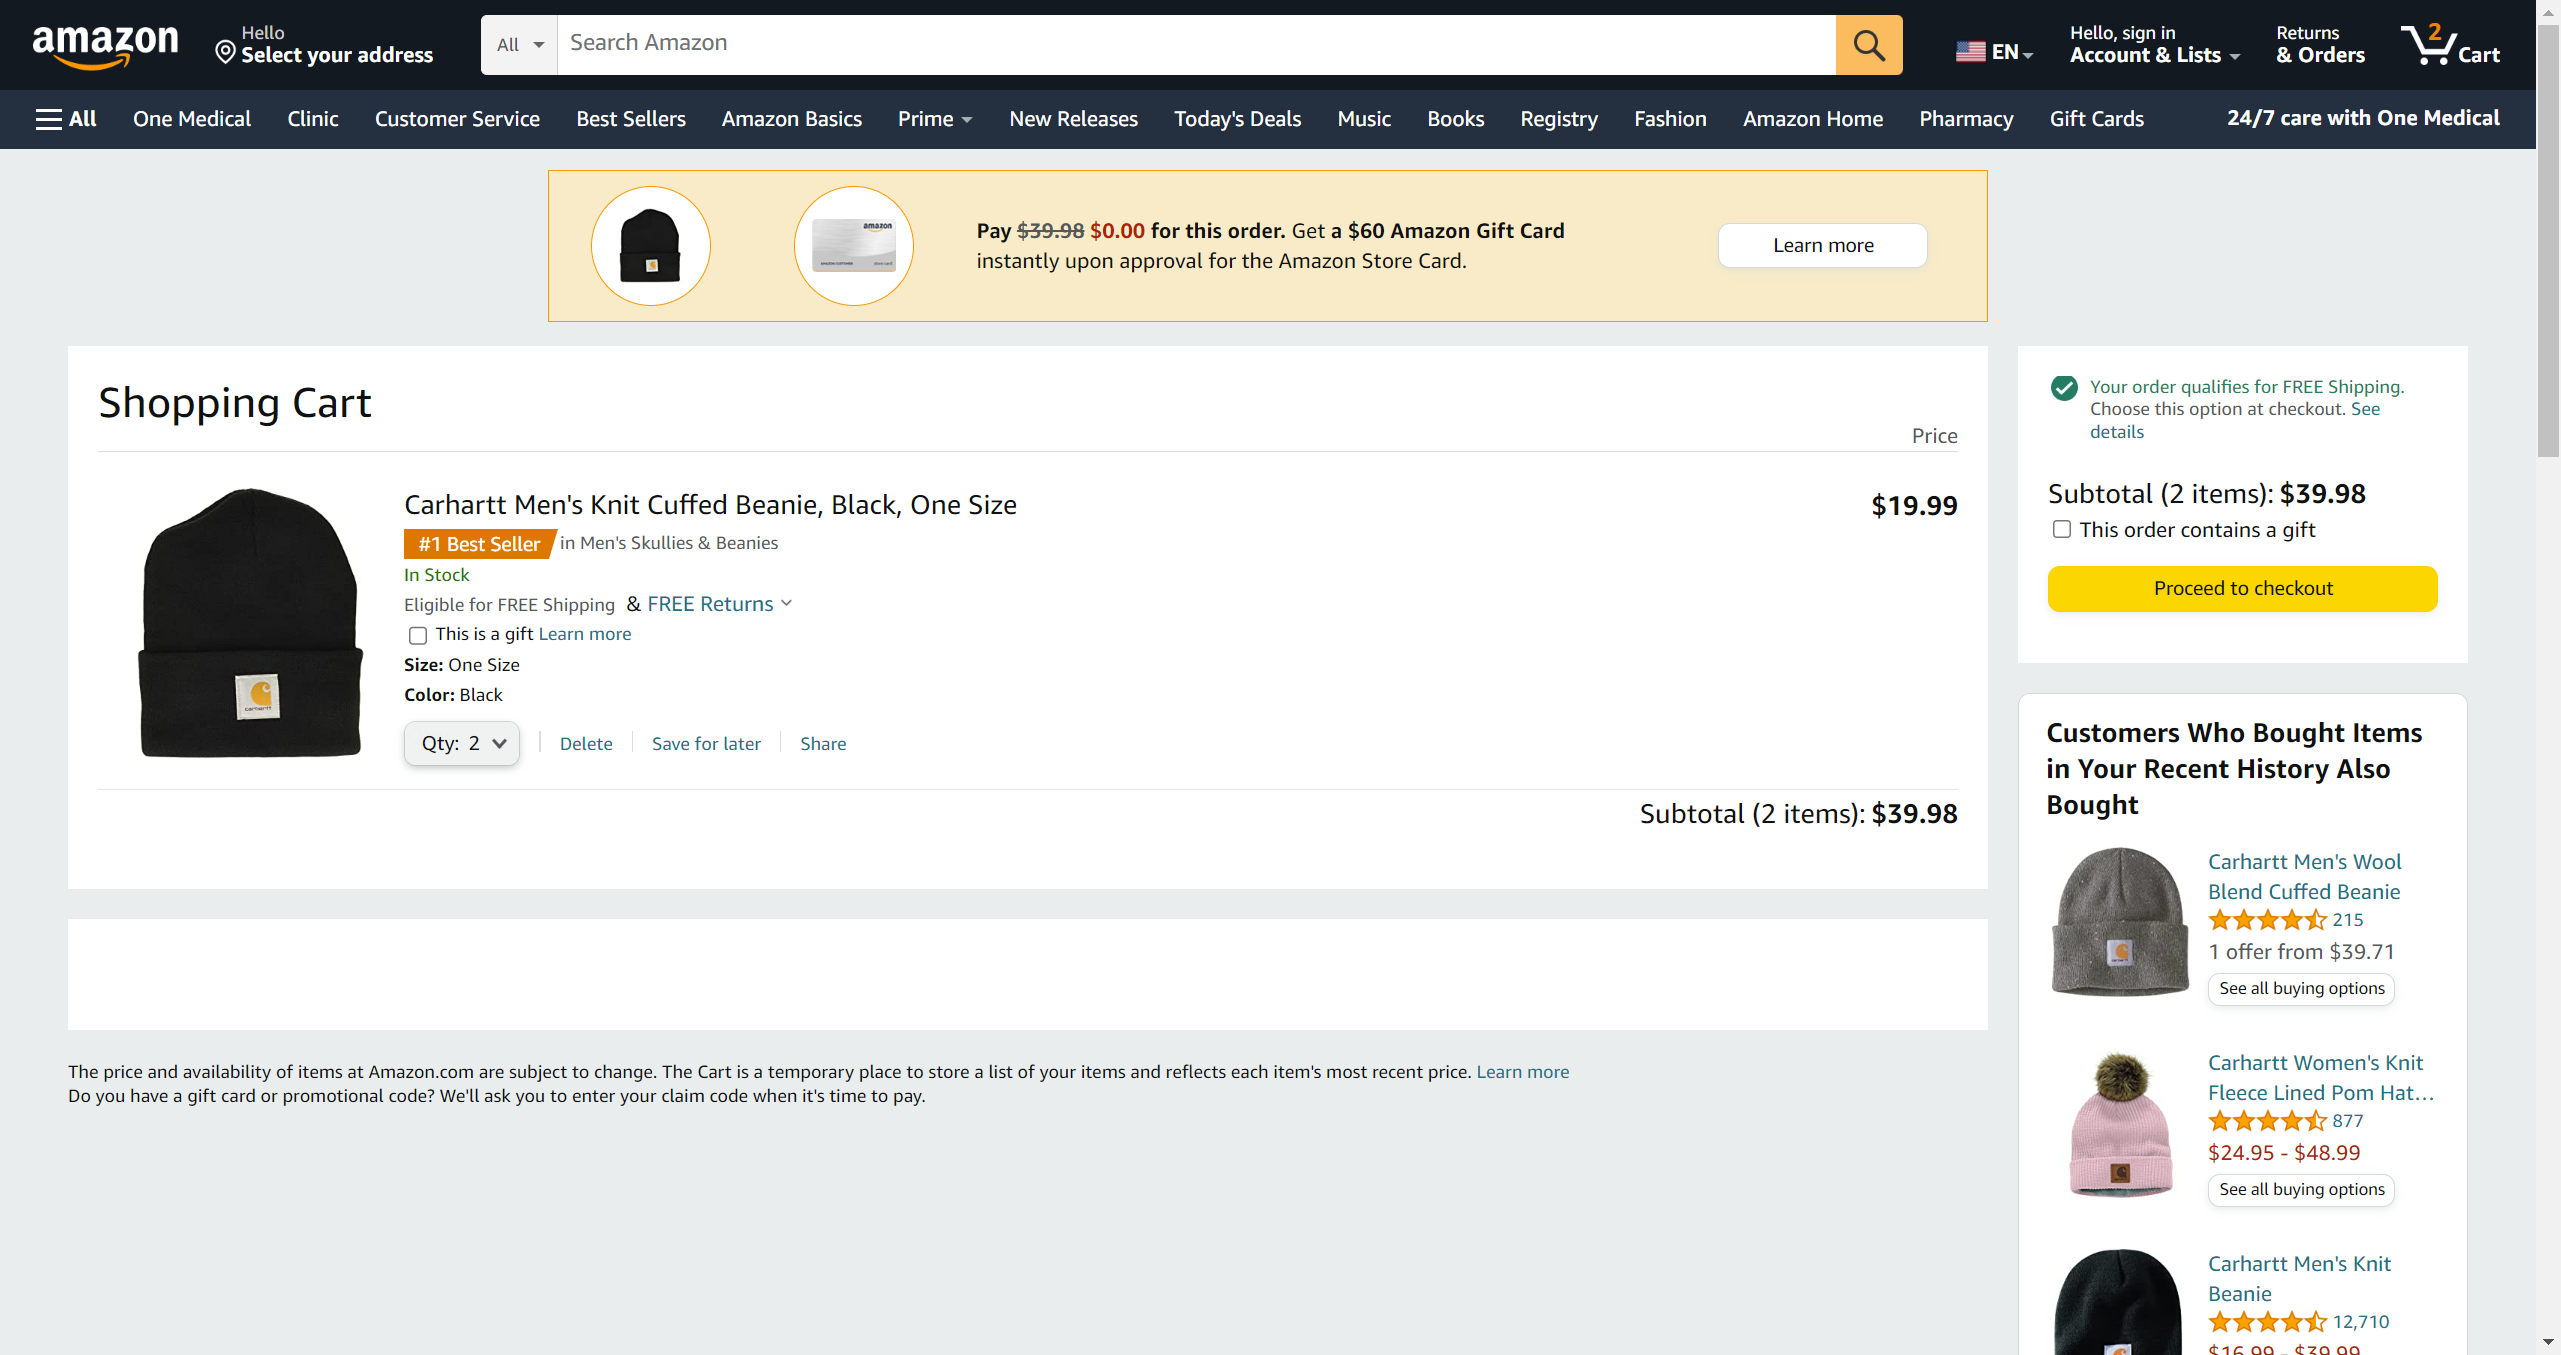 amazon
Hello
Select your address
All
Search Amazon
EN
Hello, sign in
Account & Lists
Returns
& Orders
2
Cart
All
One Medical
Clinic
Customer Service
Best Sellers
Amazon Basics
Prime
New Releases
Today's Deals
Music
Books
Registry
Fashion
Amazon Home
Pharmacy
Gift Cards
24/7 care with One Medical
amazon
Pay $39.98 $0.00 for this order. Get a $60 Amazon Gift Card
instantly upon approval for the Amazon Store Card.
Learn more
Shopping Cart
Price
carhartt
Carhartt Men's Knit Cuffed Beanie, Black, One Size
$19.99
#1 Best Seller in Men's Skullies & Beanies
In Stock
Eligible for FREE Shipping & FREE Returns
This is a gift Learn more
Size: One Size
Color: Black
Qty: 2
Delete
Save for later
Share
Subtotal (2 items): $39.98
Your order qualifies for FREE Shipping.
Choose this option at checkout. See
details
Subtotal (2 items): $39.98
This order contains a gift
Proceed to checkout
Customers Who Bought Items
in Your Recent History Also
Bought
Carhartt Men's Wool
Blend Cuffed Beanie
215
1 offer from $39.71
See all buying options
Carhartt Women's Knit
Fleece Lined Pom Hat…
877
$24.95 - $48.99
See all buying options
Carhartt Men's Knit
Beanie
12,710
$16.99 - $39.99
The price and availability of items at Amazon.com are subject to change. The Cart is a temporary place to store a list of your items and reflects each item's most recent price. Learn more
Do you have a gift card or promotional code? We'll ask you to enter your claim code when it's time to pay.